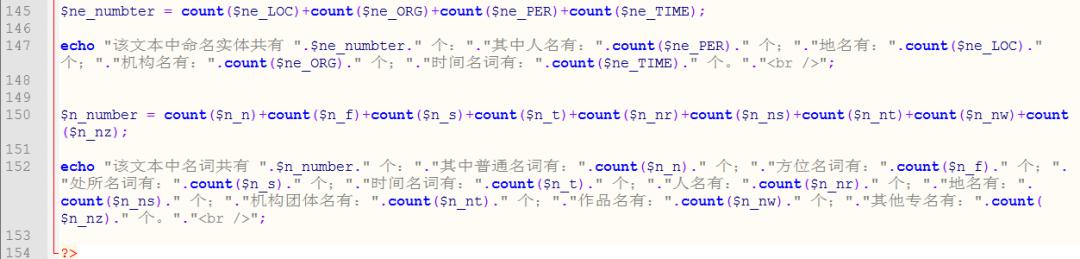 145 $ne_numbter = count($ne_LOC)+count($ne_ORG)+count($ne_PER)+count($ne_TIME);
146
147 echo "该文本中命名实体共有 ".$ne_numbter." 个："."其中人名有：".count($ne_PER)." 个；"."地名有：".count($ne_LOC)."
个；"."机构名有：".count($ne_ORG)." 个；"."时间名词有：".count($ne_TIME)." 个。"."<br />";
148
149
150 $n_number = count($n_n)+count($n_f)+count($n_s)+count($n_t)+count($n_nr)+count($n_ns)+count($n_nt)+count($n_nw)+count
($n_nz);
151
152 echo "该文本中名词共有 ".$n_number." 个："."其中普通名词有：".count($n_n)." 个；"."方位名词有：".count($n_f)." 个；".
"处所名词有：".count($n_s)." 个；"."时间名词有：".count($n_t)." 个；"."人名有：".count($n_nr)." 个；"."地名有：".
count($n_ns)." 个；"."机构团体名有：".count($n_nt)." 个；"."作品名有：".count($n_nw)." 个；"."其他专名有：".count(
$n_nz)." 个。"."<br />";
153
154 ?>